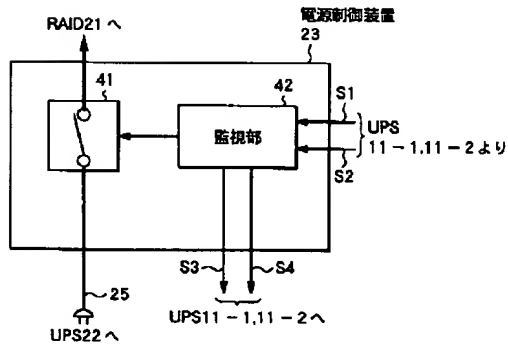 電源制御装置
RAID21へ
23
41
42
S1
監視部
UPS
11-1,11-2より
S2
S3
S4
25
UPS22へ
UPS11-1,11-2へ